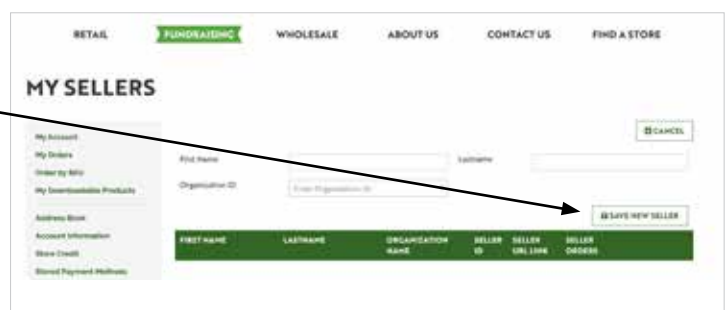 RETAIL FUNDRAISING WHOLESALE ABOUT US CONTACT US FIND A STORE
MY SELLERS
CANCEL
My Account
My Orders
Order by SKU
My Downloadable Products
Address Book
Account Information
Store Credit
Stored Payment Methods
First Name Lastname
Organization ID Enter Organization ID
SAVE NEW SELLER
FIRST NAME LASTNAME ORGANIZATION NAME SELLER ID SELLER URL LINK SELLER ORDERS